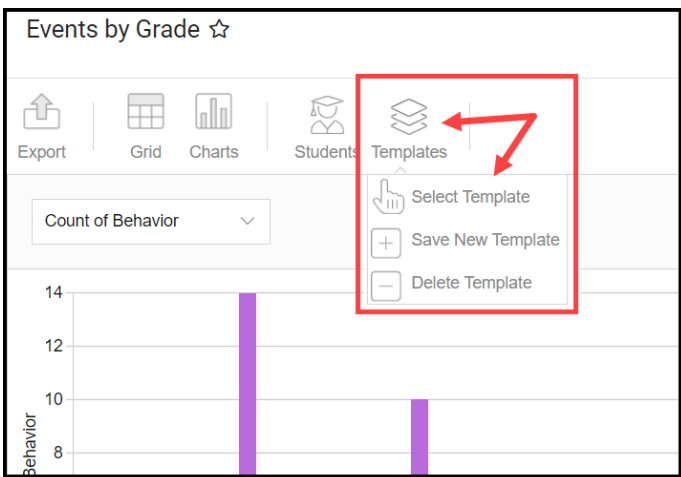 Events by Grade
Export Grid Charts Students Templates
Select Template
Count of Behavior
Save New Template
Delete Template
14
12
10
8
Behavior